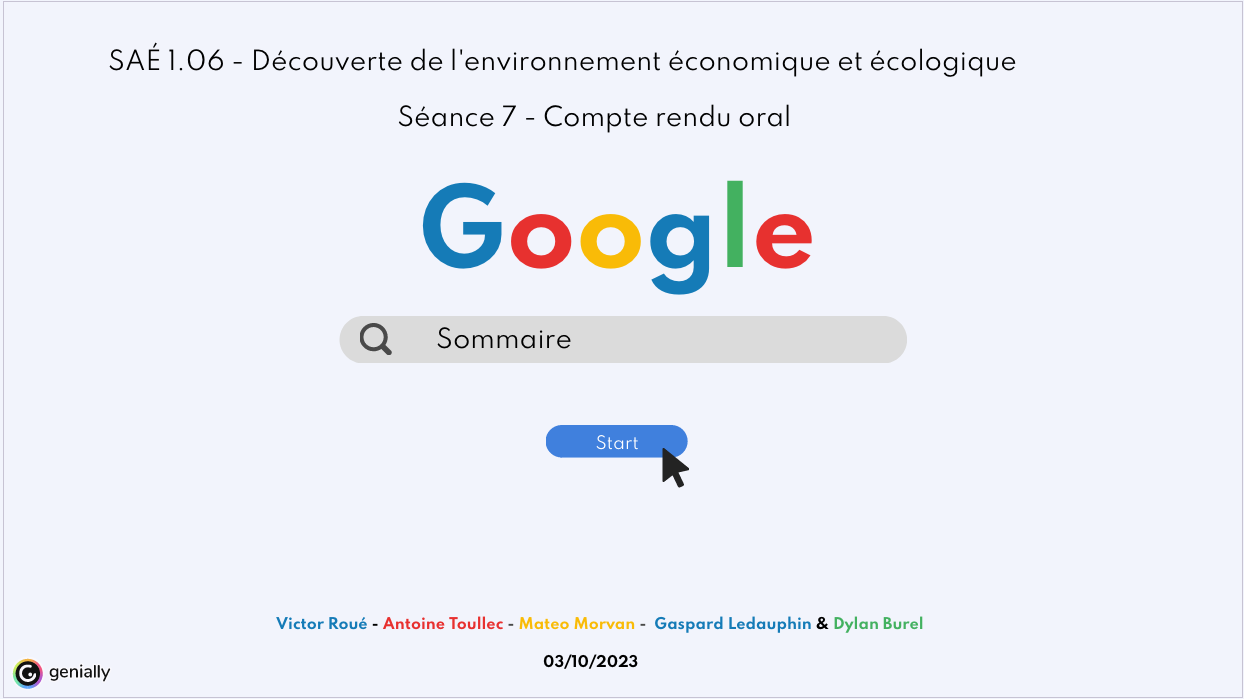 SAÉ 1.06 - Découverte de l'environnement économique et écologique
Séance 7 - Compte rendu oral
Google
Sommaire
Start
Victor Roué - Antoine Toullec - Mateo Morvan - Gaspard Ledauphin & Dylan Burel
03/10/2023
genially